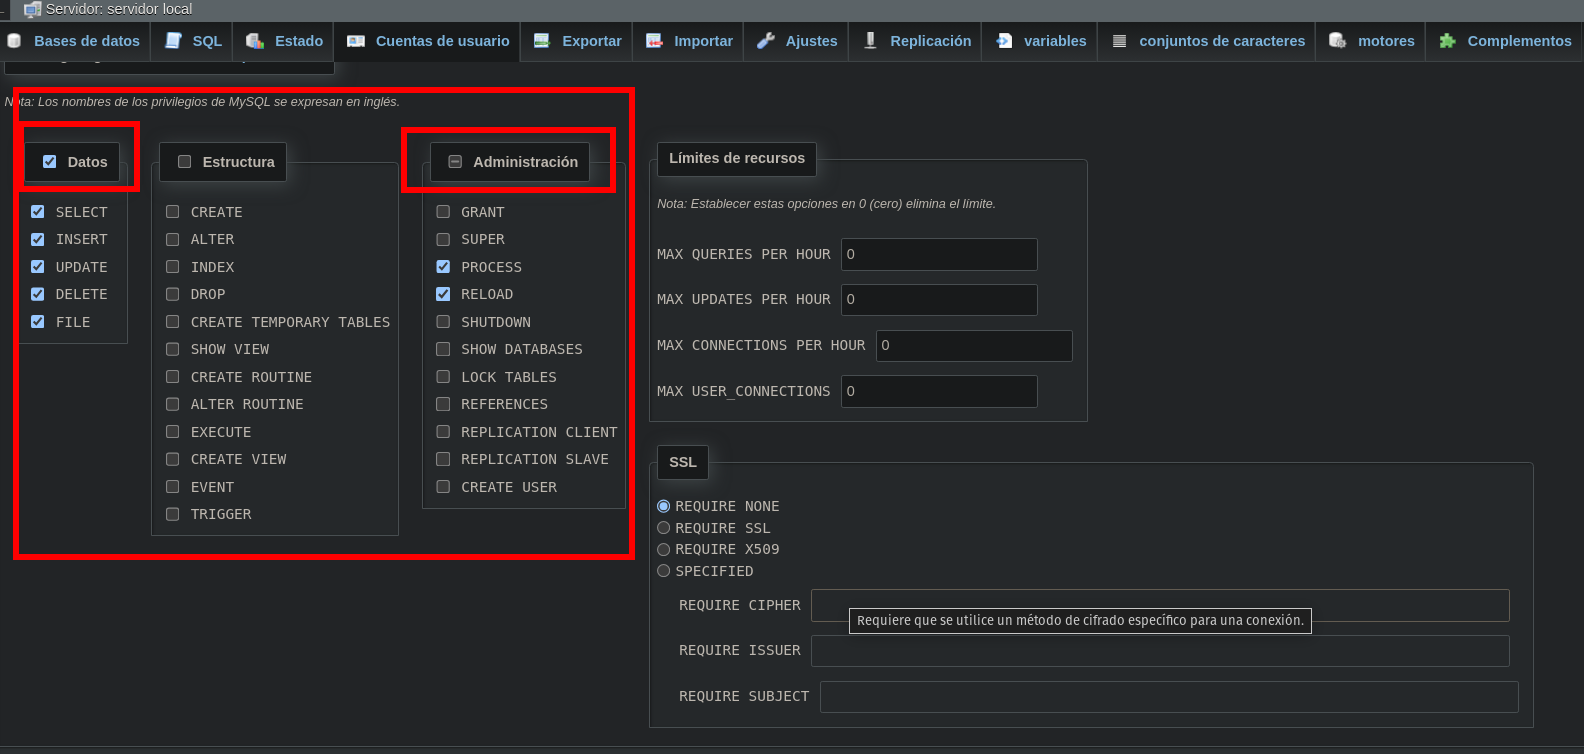 Servidor: servidor local
Bases de datos SQL Estado Cuentas de usuario Exportar Importar Ajustes Replicación variables conjuntos de caracteres motores Complementos
Nota: Los nombres de los privilegios de MySQL se expresan en inglés.
Datos
SELECT
INSERT
UPDATE
DELETE
FILE
Estructura
CREATE
ALTER
INDEX
DROP
CREATE TEMPORARY TABLES
SHOW VIEW
CREATE ROUTINE
ALTER ROUTINE
EXECUTE
CREATE VIEW
EVENT
TRIGGER
Administración
GRANT
SUPER
PROCESS
RELOAD
SHUTDOWN
SHOW DATABASES
LOCK TABLES
REFERENCES
REPLICATION CLIENT
REPLICATION SLAVE
CREATE USER
Límites de recursos
Nota: Establecer estas opciones en 0 (cero) elimina el límite.
MAX QUERIES PER HOUR 0
MAX UPDATES PER HOUR 0
MAX CONNECTIONS PER HOUR 0
MAX USER_CONNECTIONS 0
SSL
REQUIRE NONE
REQUIRE SSL
REQUIRE X509
SPECIFIED
REQUIRE CIPHER
Requiere que se utilice un método de cifrado específico para una conexión.
REQUIRE ISSUER
REQUIRE SUBJECT